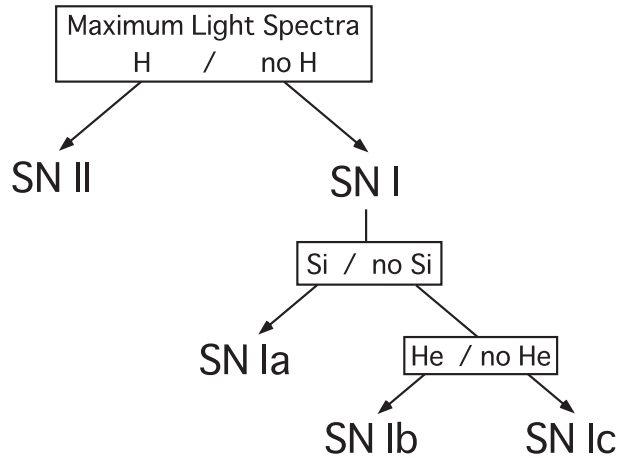 Maximum Light Spectra
H / no H
SN II
SN I
Si / no Si
SN Ia
He / no He
SN Ib
SN Ic